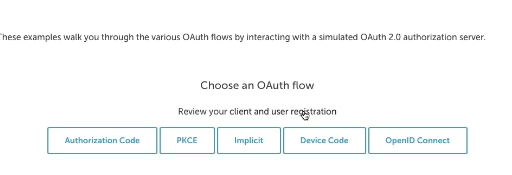 These examples walk you through the various OAuth flows by interacting with a simulated OAuth 2.0 authorization server.
Choose an OAuth flow
Review your client and user registration
Authorization Code PKCE Implicit Device Code OpenID Connect